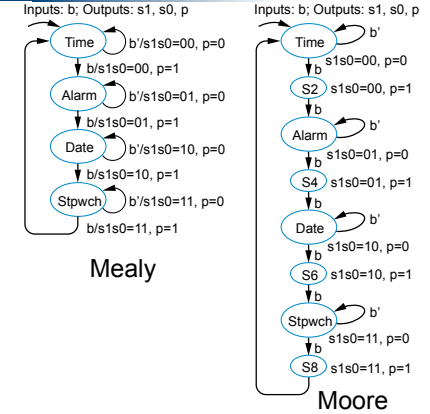 Inputs: b; Outputs: s1, s0, p
Time
b'/s1s0=00, p=0
b/s1s0=00, p=1
Alarm
b'/s1s0=01, p=0
b/s1s0=01, p=1
Date
b'/s1s0=10, p=0
b/s1s0=10, p=1
Stpwch
b'/s1s0=11, p=0
b/s1s0=11, p=1
Mealy
Inputs: b; Outputs: s1, s0, p
Time
b'
s1s0=00, p=0
b
S2
s1s0=00, p=1
b
Alarm
b'
s1s0=01, p=0
b
S4
s1s0=01, p=1
b
Date
b'
s1s0=10, p=0
b
S6
s1s0=10, p=1
b
Stpwch
b'
s1s0=11, p=0
b
S8
s1s0=11, p=1
Moore